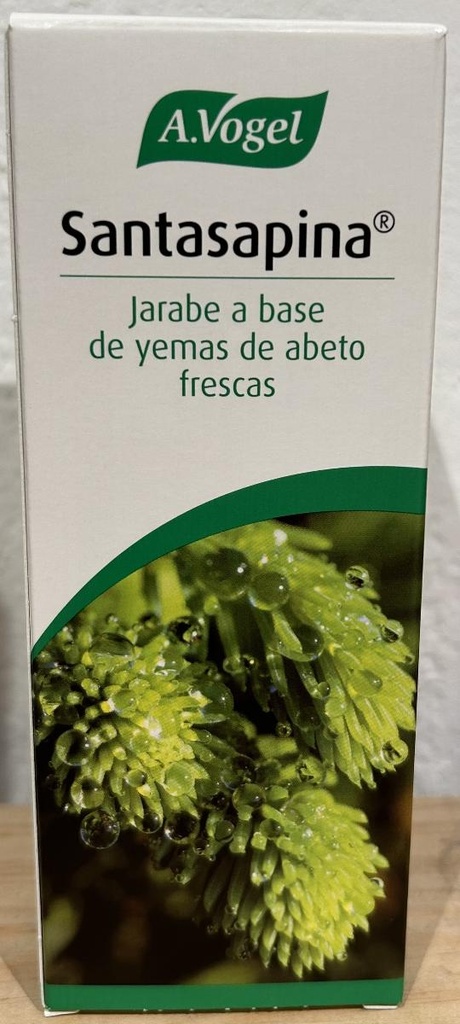 A.Vogel
Santasapina®
Jarabe a base
de yemas de abeto
frescas